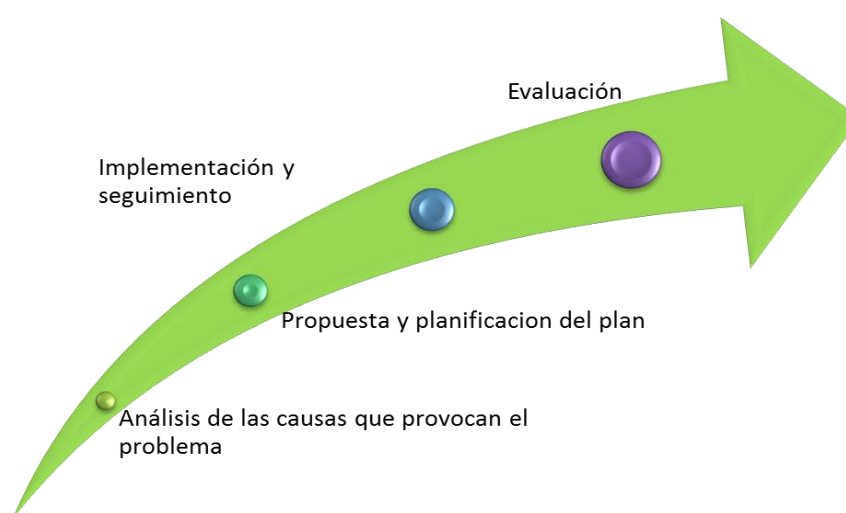 Evaluación
Implementación y
seguimiento
Propuesta y planificacion del plan
Análisis de las causas que provocan el
problema